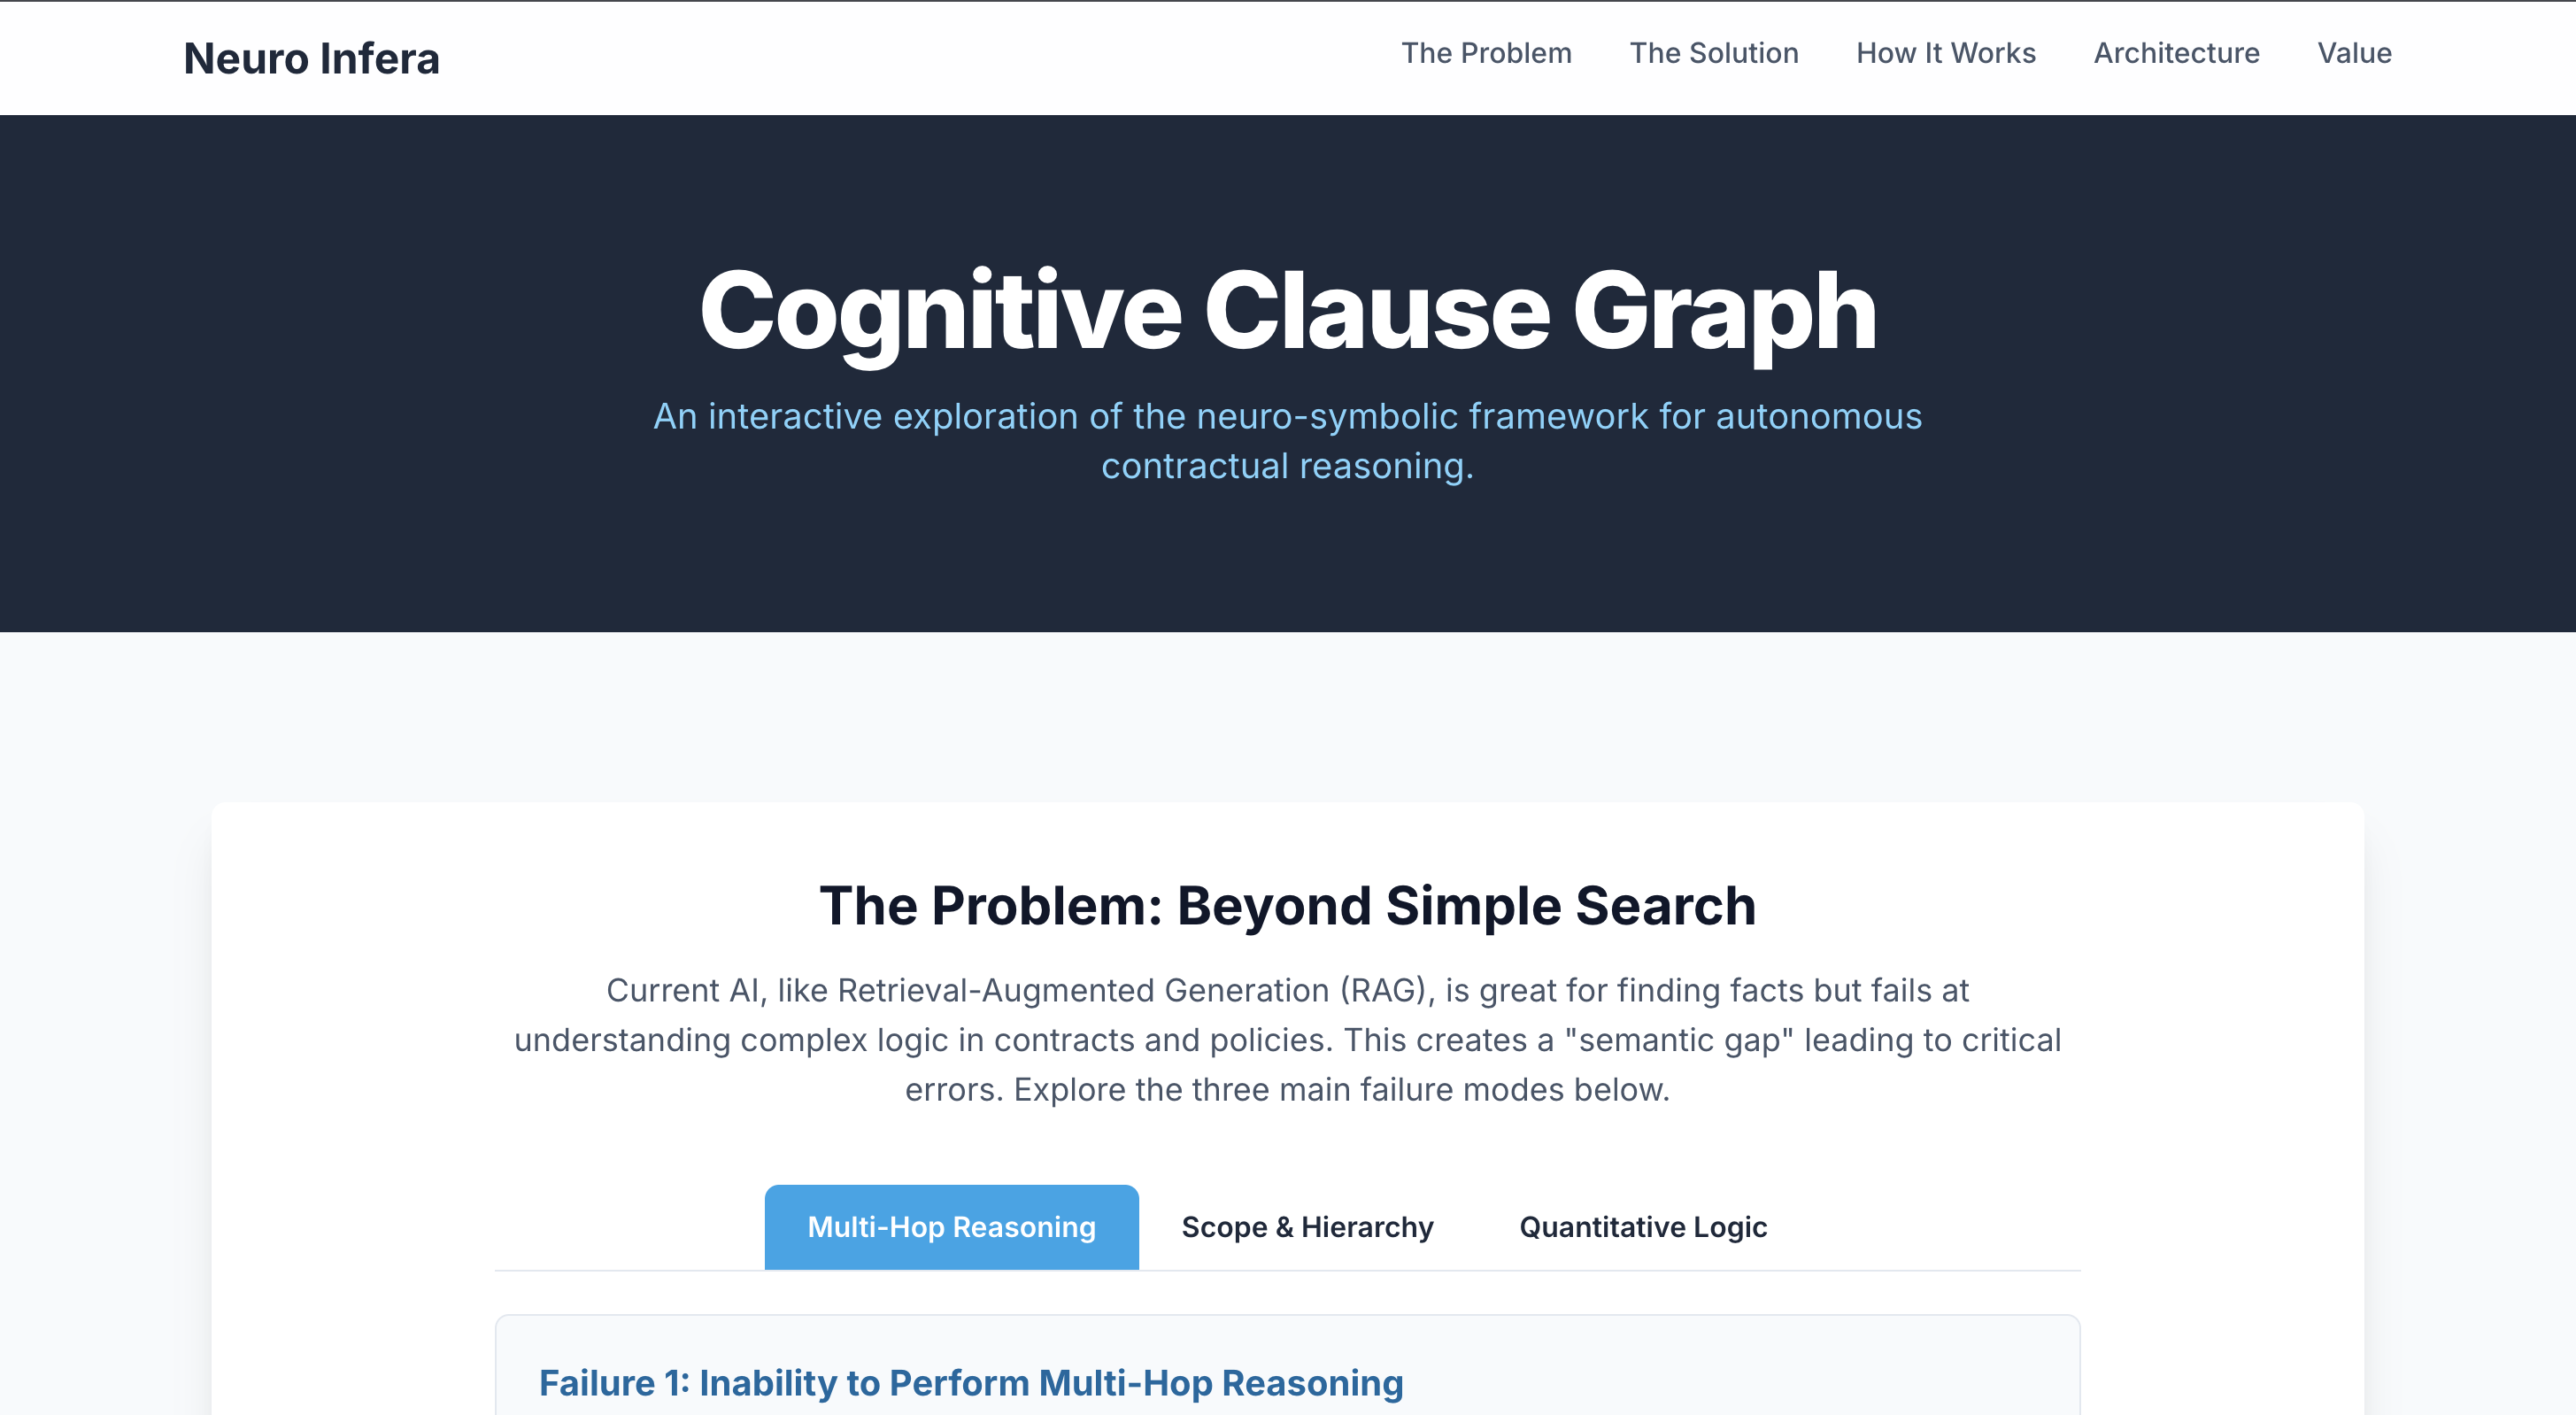 Neuro Infera
The Problem
The Solution
How It Works
Architecture
Value
Cognitive Clause Graph
An interactive exploration of the neuro-symbolic framework for autonomous
contractual reasoning.
The Problem: Beyond Simple Search
Current AI, like Retrieval-Augmented Generation (RAG), is great for finding facts but fails at
understanding complex logic in contracts and policies. This creates a "semantic gap" leading to critical
errors. Explore the three main failure modes below.
Multi-Hop Reasoning
Scope & Hierarchy
Quantitative Logic
Failure 1: Inability to Perform Multi-Hop Reasoning